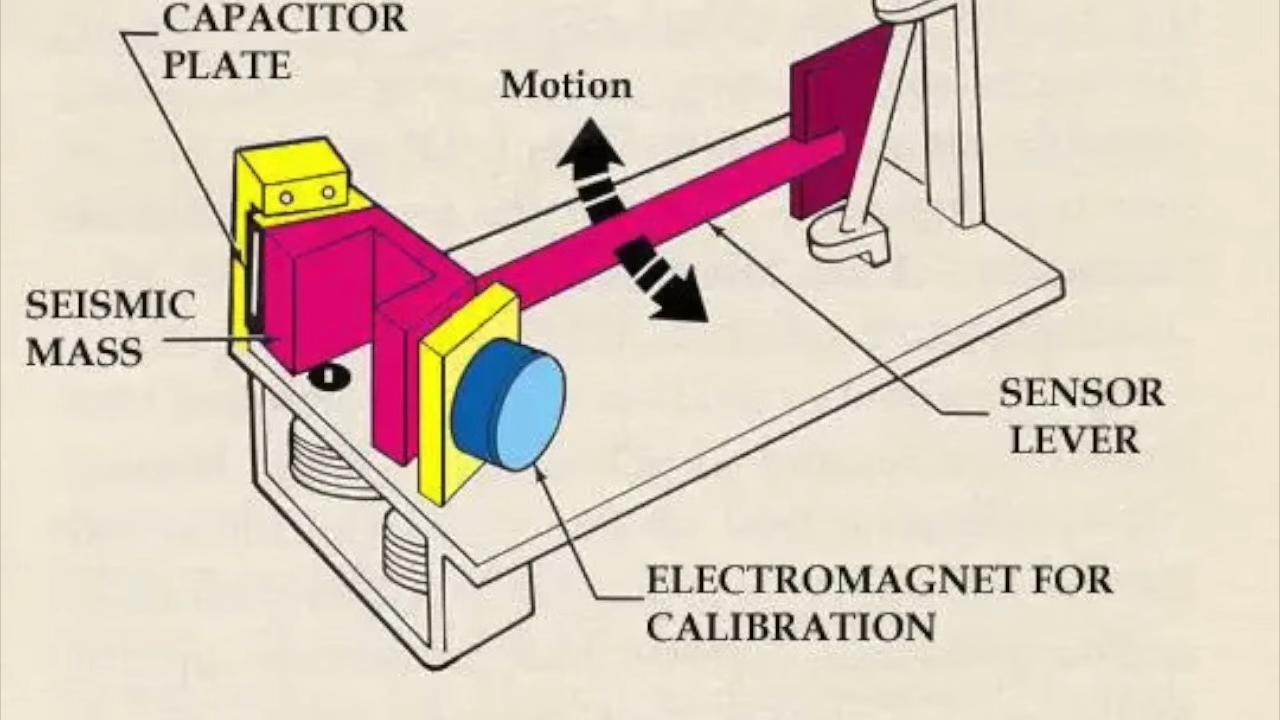 CAPACITOR
PLATE
Motion
SEISMIC
MASS
SENSOR
LEVER
ELECTROMAGNET FOR
CALIBRATION